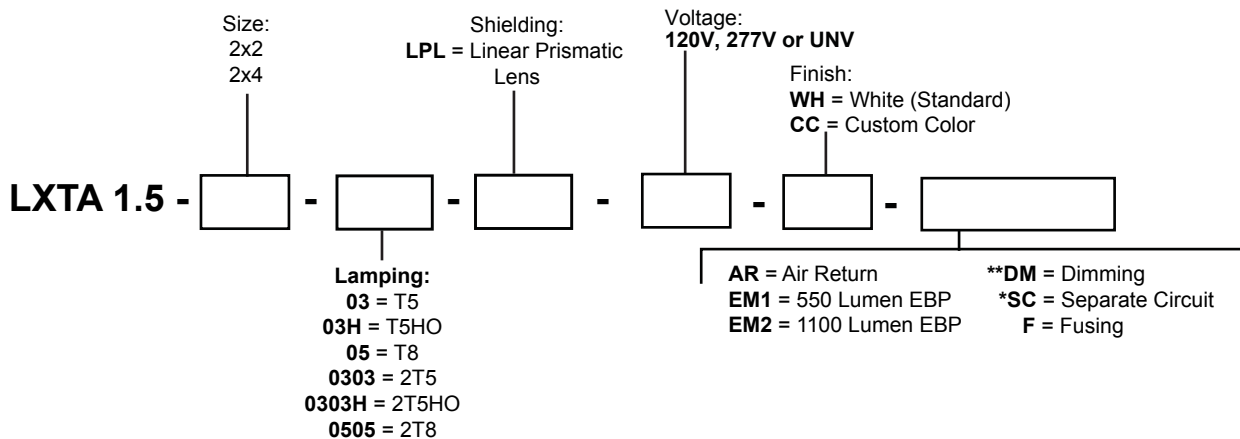 Size:
2x2
2x4
Shielding:
LPL = Linear Prismatic
Lens
Voltage:
120V, 277V or UNV
Finish:
WH = White (Standard)
CC = Custom Color
LXTA 1.5 - - - - - -
Lamping:
03 = T5
03H = T5HO
05 = T8
0303 = 2T5
0303H = 2T5HO
0505 = 2T8
AR = Air Return
EM1 = 550 Lumen EBP
EM2 = 1100 Lumen EBP
**DM = Dimming
*SC = Separate Circuit
F = Fusing